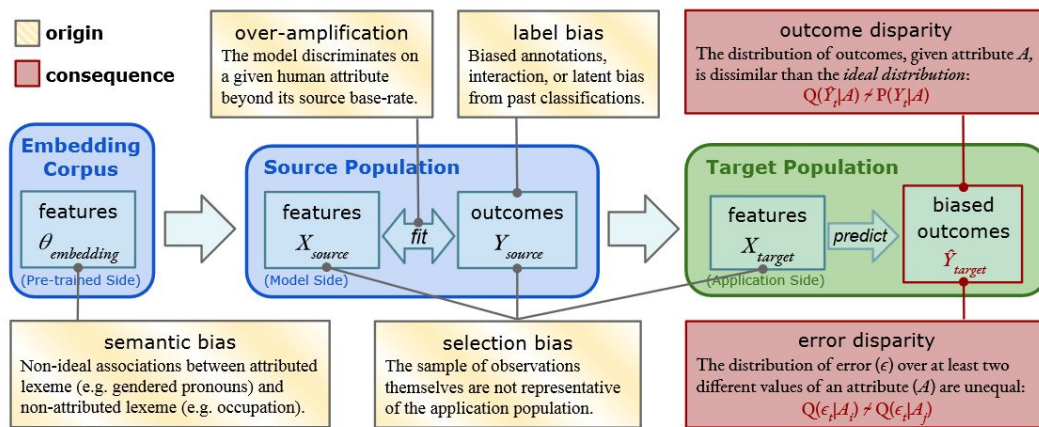 origin
consequence
over-amplification
The model discriminates on
a given human attribute
beyond its source base-rate.
label bias
Biased annotations,
interaction, or latent bias
from past classifications.
outcome disparity
The distribution of outcomes, given attribute A,
is dissimilar than the ideal distribution:
Q(Ŷt|A) ≁ P(Yt|A)
Embedding
Corpus
features
θembedding
(Pre-trained Side)
Source Population
features
Xsource
(Model Side)
fit
outcomes
Ysource
Target Population
features
Xtarget
(Application Side)
predict
biased
outcomes
Ŷtarget
semantic bias
Non-ideal associations between attributed
lexeme (e.g. gendered pronouns) and
non-attributed lexeme (e.g. occupation).
selection bias
The sample of observations
themselves are not representative
of the application population.
error disparity
The distribution of error (ϵ) over at least two
different values of an attribute (A) are unequal:
Q(ϵt|Ai) ≁ Q(ϵt|Aj)